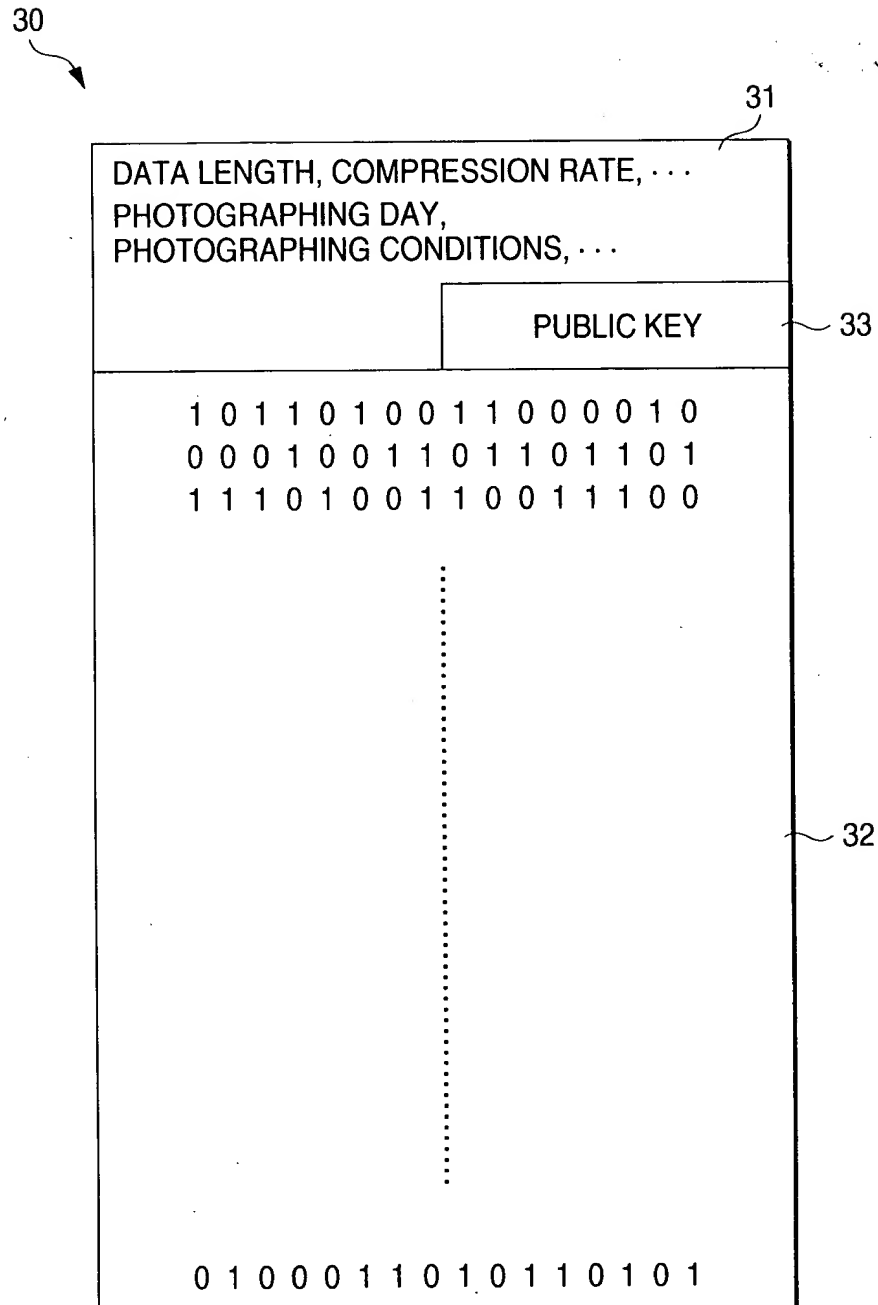 30
31
DATA LENGTH, COMPRESSION RATE, · · ·
PHOTOGRAPHING DAY,
PHOTOGRAPHING CONDITIONS, · · ·
PUBLIC KEY
33
1 0 1 1 0 1 0 0 1 1 0 0 0 0 1 0
0 0 0 1 0 0 1 1 0 1 1 0 1 1 0 1
1 1 1 0 1 0 0 1 1 0 0 1 1 1 0 0
32
0 1 0 0 0 1 1 0 1 0 1 1 0 1 0 1